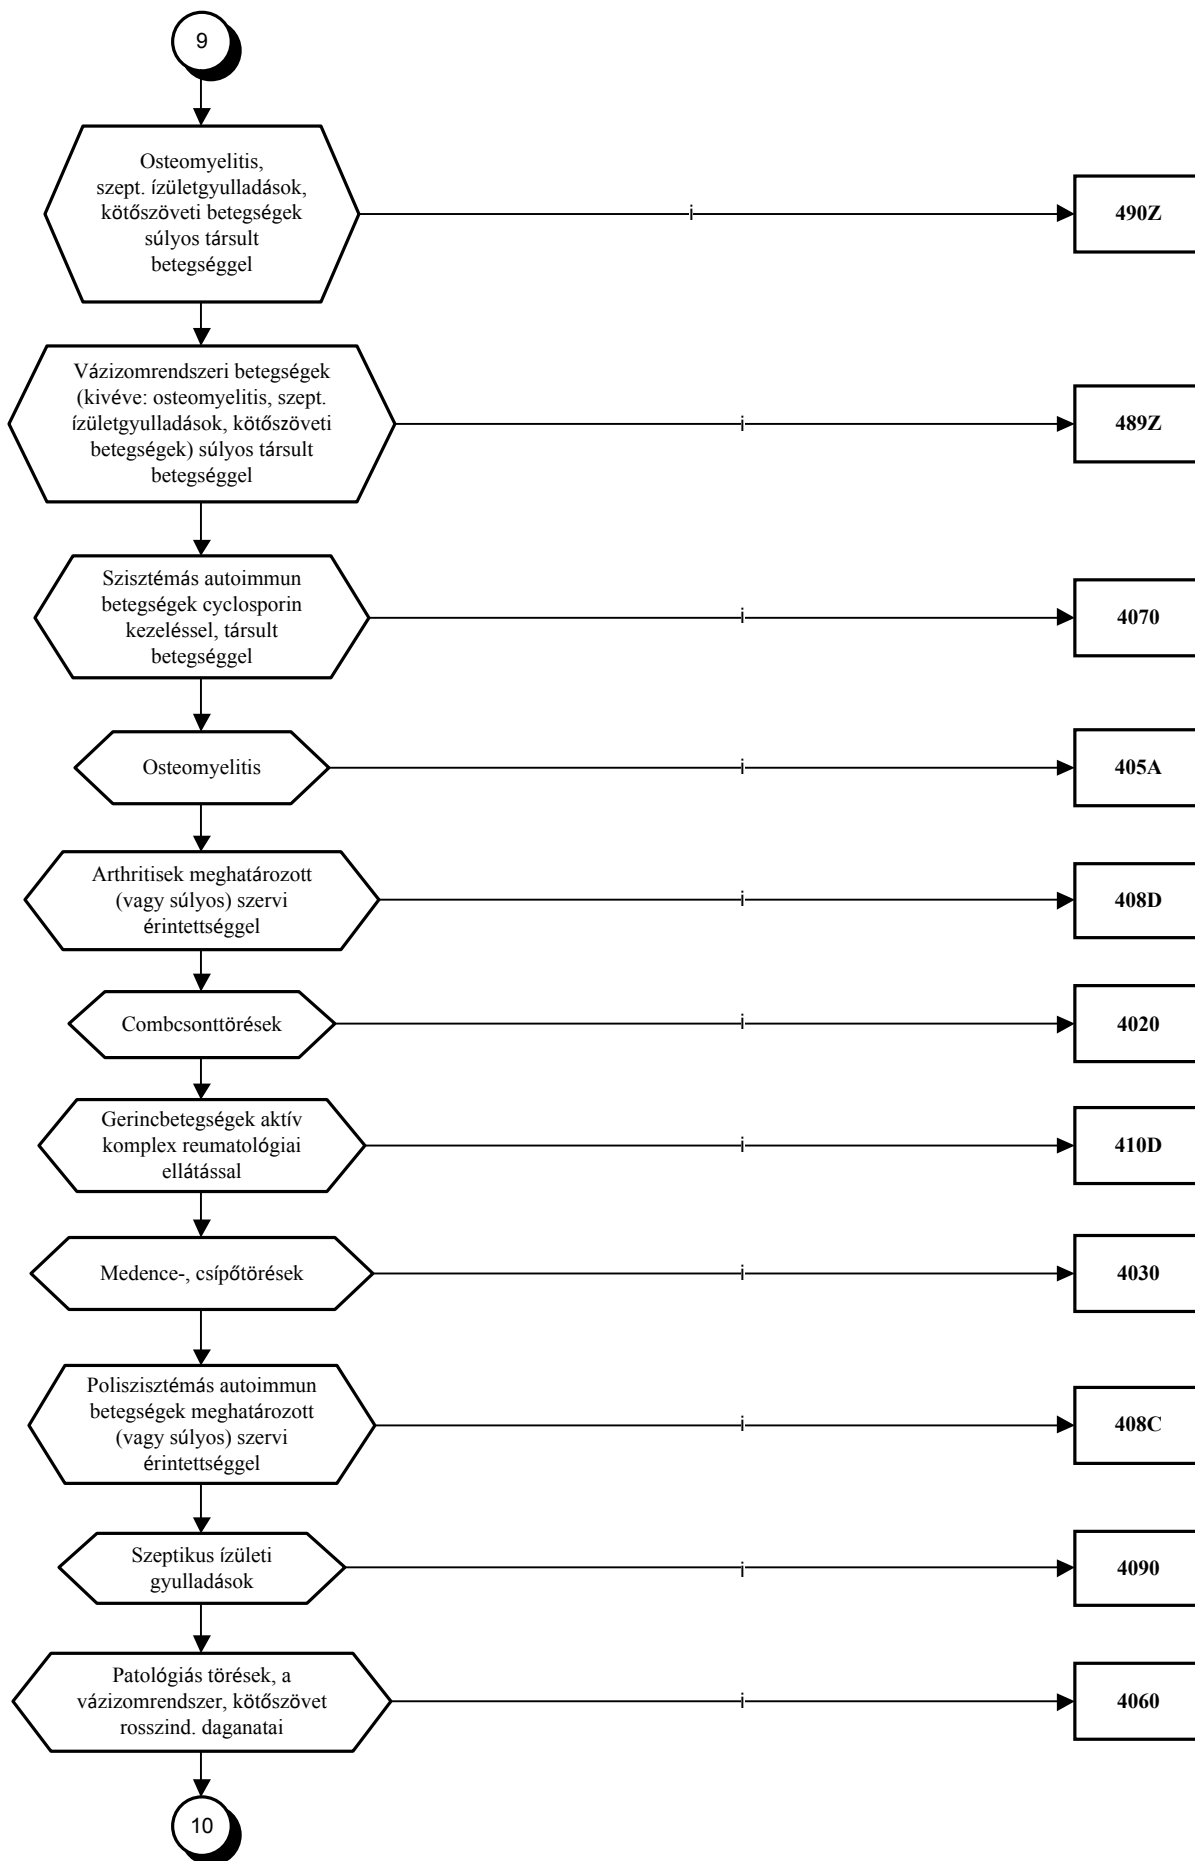 9
Osteomyelitis,
szept. ízületgyulladások,
kötőszöveti betegségek
súlyos társult
betegséggel
i
490Z
Vázizomrendszeri betegségek
(kivéve: osteomyelitis, szept.
ízületgyulladások, kötőszöveti
betegségek) súlyos társult
betegséggel
i
489Z
Szisztémás autoimmun
betegségek cyclosporin
kezeléssel, társult
betegséggel
i
4070
Osteomyelitis
i
405A
Arthritisek meghatározott
(vagy súlyos) szervi
érintettséggel
i
408D
Combcsonttörések
i
4020
Gerincbetegségek aktív
komplex reumatológiai
ellátással
i
410D
Medence-, csípőtörések
i
4030
Poliszisztémás autoimmun
betegségek meghatározott
(vagy súlyos) szervi
érintettséggel
i
408C
Szeptikus ízületi
gyulladások
i
4090
Patológiás törések, a
vázizomrendszer, kötőszövet
rosszind. daganatai
i
4060
10